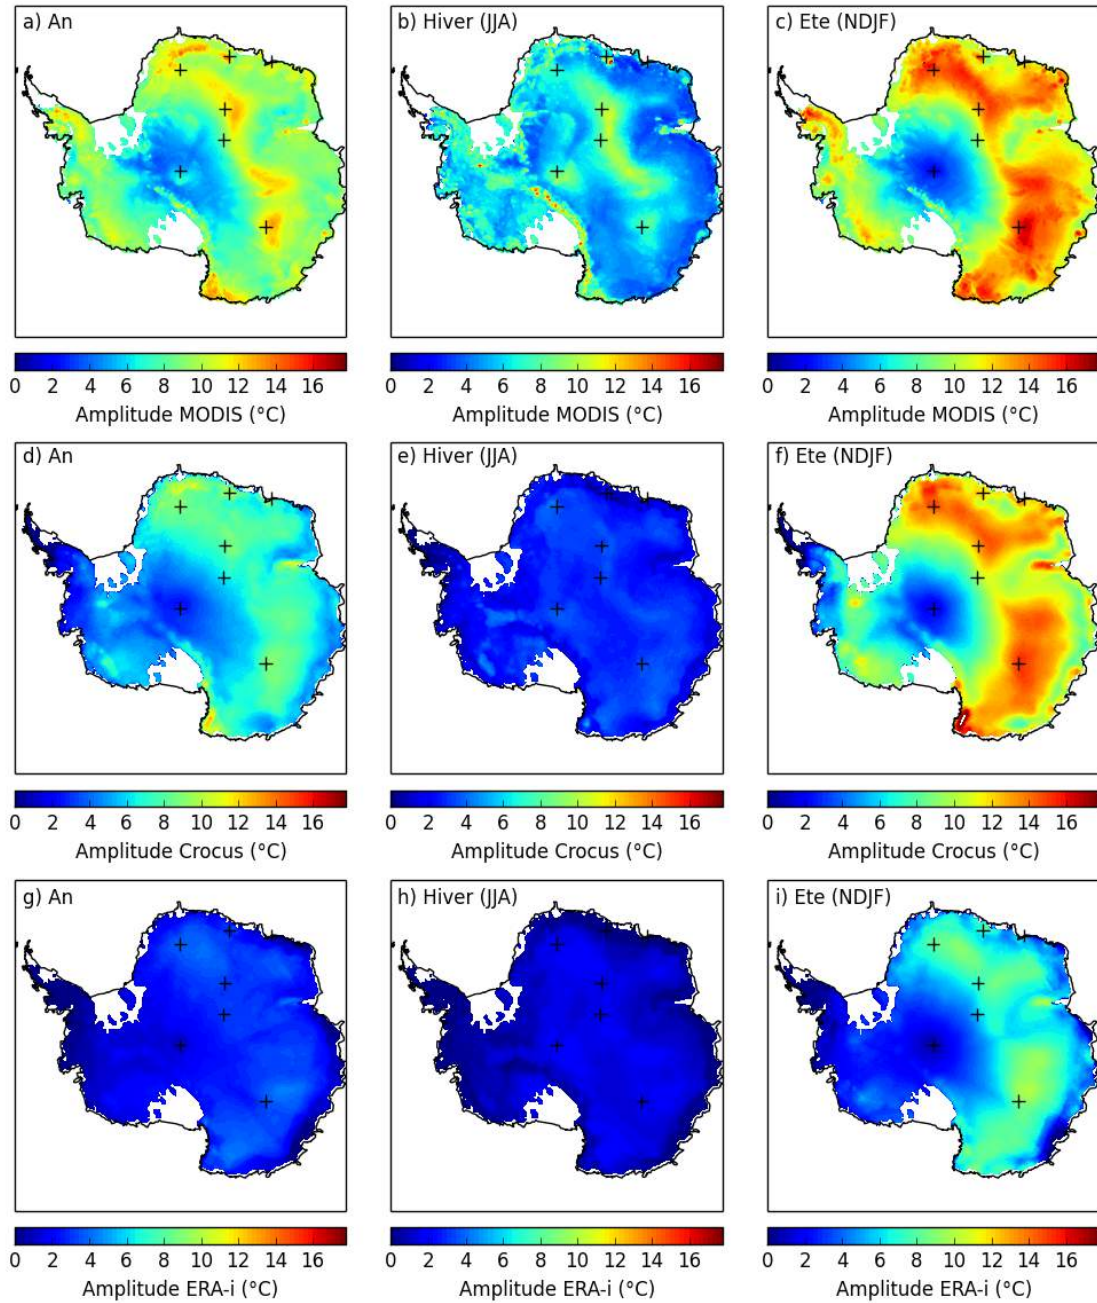 a) An
b) Hiver (JJA)
c) Ete (NDJF)
0 2 4 6 8 10 12 14 16
0 2 4 6 8 10 12 14 16
0 2 4 6 8 10 12 14 16
Amplitude MODIS (°C)
Amplitude MODIS (°C)
Amplitude MODIS (°C)
d) An
e) Hiver (JJA)
f) Ete (NDJF)
0 2 4 6 8 10 12 14 16
0 2 4 6 8 10 12 14 16
0 2 4 6 8 10 12 14 16
Amplitude Crocus (°C)
Amplitude Crocus (°C)
Amplitude Crocus (°C)
g) An
h) Hiver (JJA)
i) Ete (NDJF)
0 2 4 6 8 10 12 14 16
0 2 4 6 8 10 12 14 16
0 2 4 6 8 10 12 14 16
Amplitude ERA-i (°C)
Amplitude ERA-i (°C)
Amplitude ERA-i (°C)